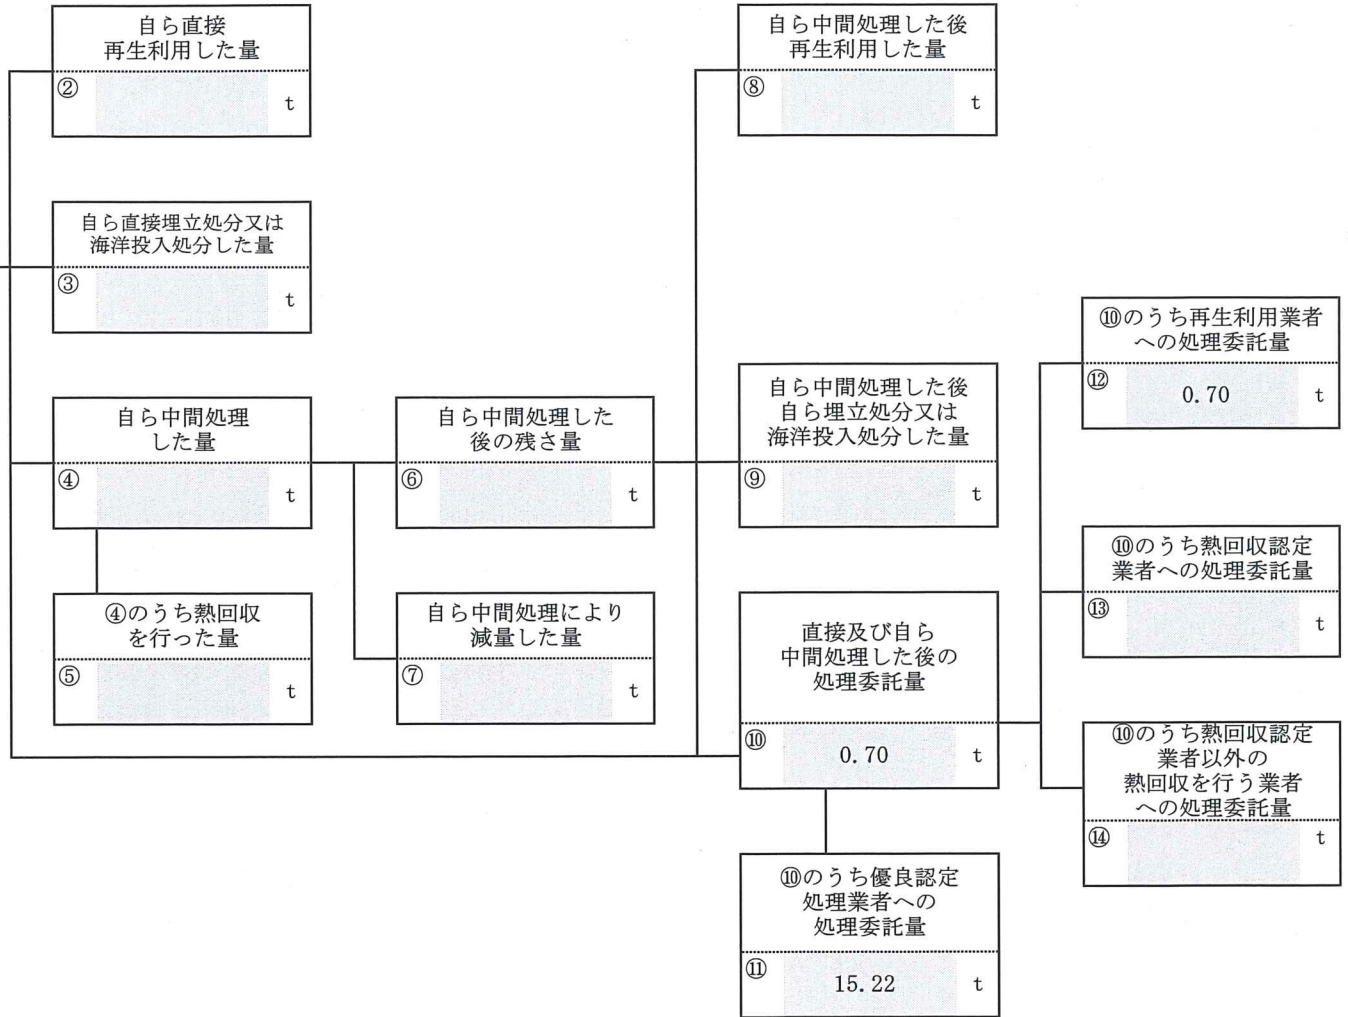 自ら直接
再生利用した量
② t
自ら中間処理した後
再生利用した量
⑧ t
自ら直接埋立処分又は
海洋投入処分した量
③ t
⑩のうち再生利用業者
への処理委託量
⑫ 0.70 t
自ら中間処理
した量
④ t
自ら中間処理した
後の残さ量
⑥ t
自ら中間処理した後
自ら埋立処分又は
海洋投入処分した量
⑨ t
⑩のうち熱回収認定
業者への処理委託量
⑬ t
④のうち熱回収
を行った量
⑤ t
自ら中間処理により
減量した量
⑦ t
直接及び自ら
中間処理した後の
処理委託量
⑩ 0.70 t
⑩のうち熱回収認定
業者以外の
熱回収を行う業者
への処理委託量
⑭ t
⑩のうち優良認定
処理業者への
処理委託量
⑪ 15.22 t